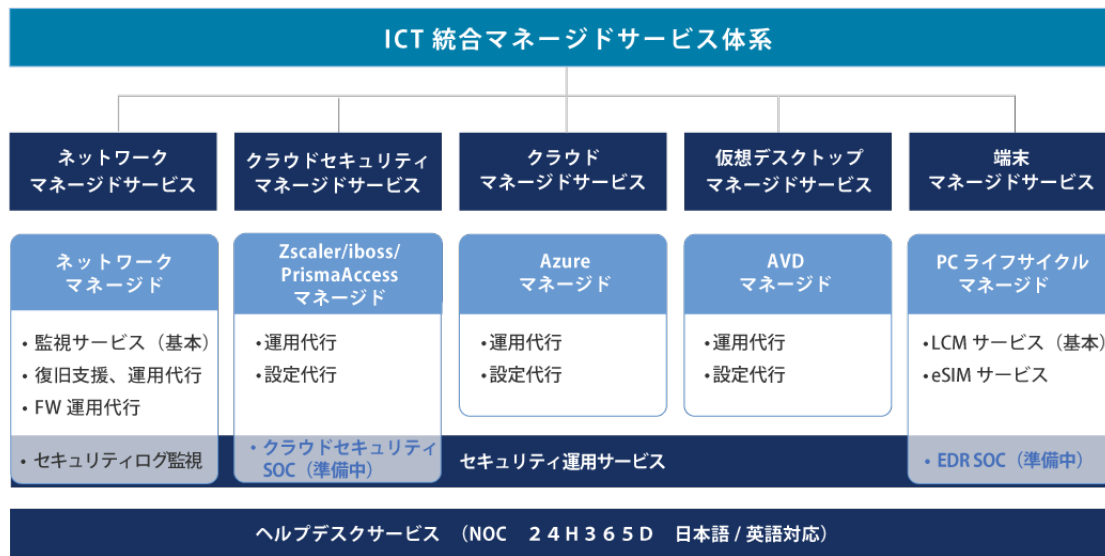 ICT 統合マネージドサービス体系
ネットワーク
マネージドサービス
クラウドセキュリティ
マネージドサービス
クラウド
マネージドサービス
仮想デスクトップ
マネージドサービス
端末
マネージドサービス
ネットワーク
マネージド
・監視サービス（基本）
・復旧支援、運用代行
・FW 運用代行
・セキュリティログ監視
Zscaler/iboss/
PrismaAccess
マネージド
・運用代行
・設定代行
・クラウドセキュリティ
SOC（準備中）
Azure
マネージド
・運用代行
・設定代行
AVD
マネージド
・運用代行
・設定代行
PC ライフサイクル
マネージド
・LCM サービス（基本）
・eSIM サービス
・EDR SOC（準備中）
セキュリティ運用サービス
ヘルプデスクサービス （NOC ２４H３６５D 日本語 / 英語対応）